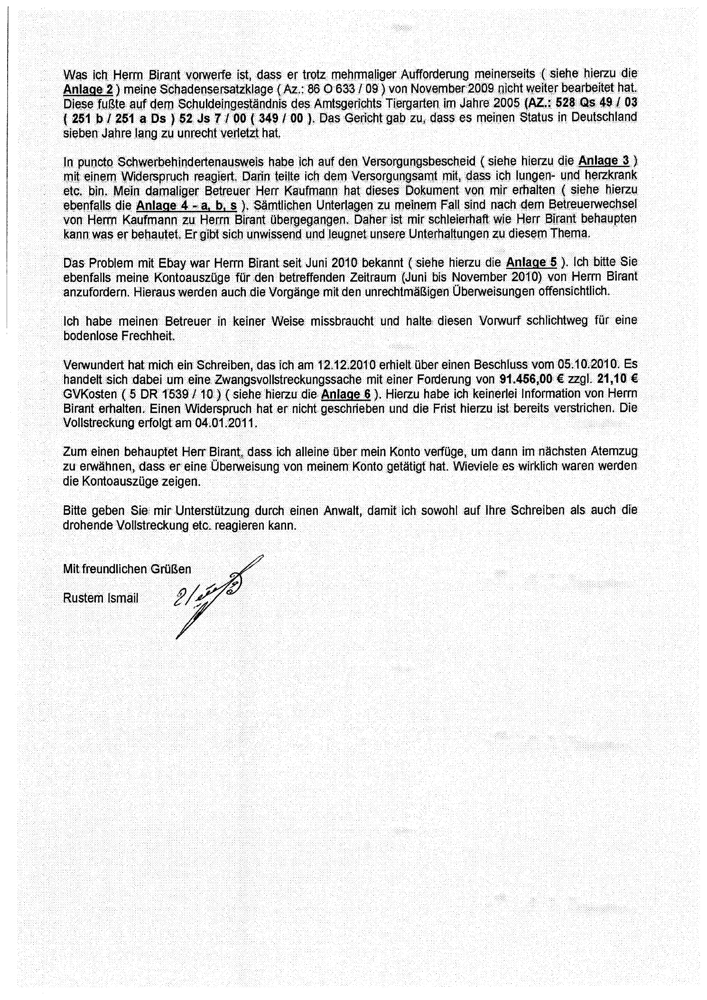 Was ich Herrn Birant vorwerfe ist, dass er trotz mehrmaliger Aufforderung meinerseits ( siehe hierzu die
Anlage 2 ) meine Schadensersatzklage ( Az.: 86 O 633 / 09 ) von November 2009 nicht weiter bearbeitet hat.
Diese fußte auf dem Schuldeingeständnis des Amtsgerichts Tiergarten im Jahre 2005 (AZ.: 528 Qs 49 / 03
( 251 b / 251 a Ds ) 52 Js 7 / 00 ( 349 / 00 ). Das Gericht gab zu, dass es meinen Status in Deutschland
sieben Jahre lang zu unrecht verletzt hat.
In puncto Schwerbehindertenausweis habe ich auf den Versorgungsbescheid ( siehe hierzu die Anlage 3 )
mit einem Widerspruch reagiert. Darin teilte ich dem Versorgungsamt mit, dass ich lungen- und herzkrank
etc. bin. Mein damaliger Betreuer Herr Kaufmann hat dieses Dokument von mir erhalten ( siehe hierzu
ebenfalls die Anlage 4 - a, b, s ). Sämtlichen Unterlagen zu meinem Fall sind nach dem Betreuerwechsel
von Herrn Kaufmann zu Herrn Birant übergegangen. Daher ist mir schleierhaft wie Herr Birant behaupten
kann was er behautet. Er gibt sich unwissend und leugnet unsere Unterhaltungen zu diesem Thema.
Das Problem mit Ebay war Herrn Birant seit Juni 2010 bekannt ( siehe hierzu die Anlage 5 ). Ich bitte Sie
ebenfalls meine Kontoauszüge für den betreffenden Zeitraum (Juni bis November 2010) von Herrn Birant
anzufordern. Hieraus werden auch die Vorgänge mit den unrechtmäßigen Überweisungen offensichtlich.
Ich habe meinen Betreuer in keiner Weise missbraucht und halte diesen Vorwurf schlichtweg für eine
bodenlose Frechheit.
Verwundert hat mich ein Schreiben, das ich am 12.12.2010 erhielt über einen Beschluss vom 05.10.2010. Es
handelt sich dabei um eine Zwangsvollstreckungssache mit einer Forderung von 91.456,00 € zzgl. 21,10 €
GVKosten ( 5 DR 1539 / 10 ) ( siehe hierzu die Anlage 6 ). Hierzu habe ich keinerlei Information von Herrn
Birant erhalten. Einen Widerspruch hat er nicht geschrieben und die Frist hierzu ist bereits verstrichen. Die
Vollstreckung erfolgt am 04.01.2011.
Zum einen behauptet Herr Birant, dass ich alleine über mein Konto verfüge, um dann im nächsten Atemzug
zu erwähnen, dass er eine Überweisung von meinem Konto getätigt hat. Wieviele es wirklich waren werden
die Kontoauszüge zeigen.
Bitte geben Sie mir Unterstützung durch einen Anwalt, damit ich sowohl auf Ihre Schreiben als auch die
drohende Vollstreckung etc. reagieren kann.
Mit freundlichen Grüßen
Rustem Ismail